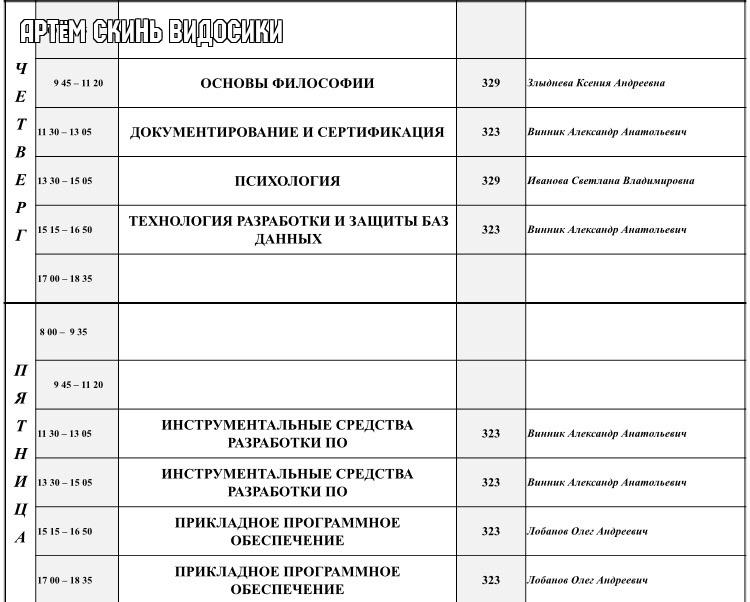 АРТЁМ СКИНЬ ВИДОСИКИ
ЧЕТВЕРГ
9 45 – 11 20 ОСНОВЫ ФИЛОСОФИИ 329 Злыднева Ксения Андреевна
11 30 – 13 05 ДОКУМЕНТИРОВАНИЕ И СЕРТИФИКАЦИЯ 323 Винник Александр Анатольевич
13 30 – 15 05 ПСИХОЛОГИЯ 329 Иванова Светлана Владимировна
15 15 – 16 50 ТЕХНОЛОГИЯ РАЗРАБОТКИ И ЗАЩИТЫ БАЗ
ДАННЫХ 323 Винник Александр Анатольевич
17 00 – 18 35
ПЯТНИЦА
8 00 – 9 35
9 45 – 11 20
11 30 – 13 05 ИНСТРУМЕНТАЛЬНЫЕ СРЕДСТВА
РАЗРАБОТКИ ПО 323 Винник Александр Анатольевич
13 30 – 15 05 ИНСТРУМЕНТАЛЬНЫЕ СРЕДСТВА
РАЗРАБОТКИ ПО 323 Винник Александр Анатольевич
15 15 – 16 50 ПРИКЛАДНОЕ ПРОГРАММНОЕ
ОБЕСПЕЧЕНИЕ 323 Лобанов Олег Андреевич
17 00 – 18 35 ПРИКЛАДНОЕ ПРОГРАММНОЕ
ОБЕСПЕЧЕНИЕ 323 Лобанов Олег Андреевич